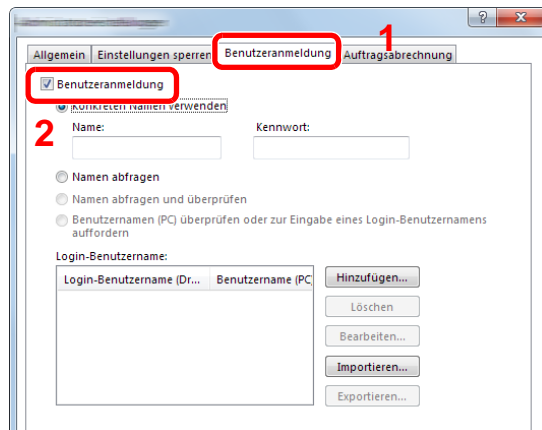 ?
X
1
Allgemein Einstellungen sperren Benutzeranmeldung Auftragsabrechnung
Benutzeranmeldung
Konkreten Namen verwenden
2
Name: Kennwort:
Namen abfragen
Namen abfragen und überprüfen
Benutzernamen (PC) überprüfen oder zur Eingabe eines Login-Benutzernamens
auffordern
Login-Benutzername:
Login-Benutzername (Dr... Benutzername (PC) Hinzufügen...
Löschen
Bearbeiten...
Importieren...
Exportieren...